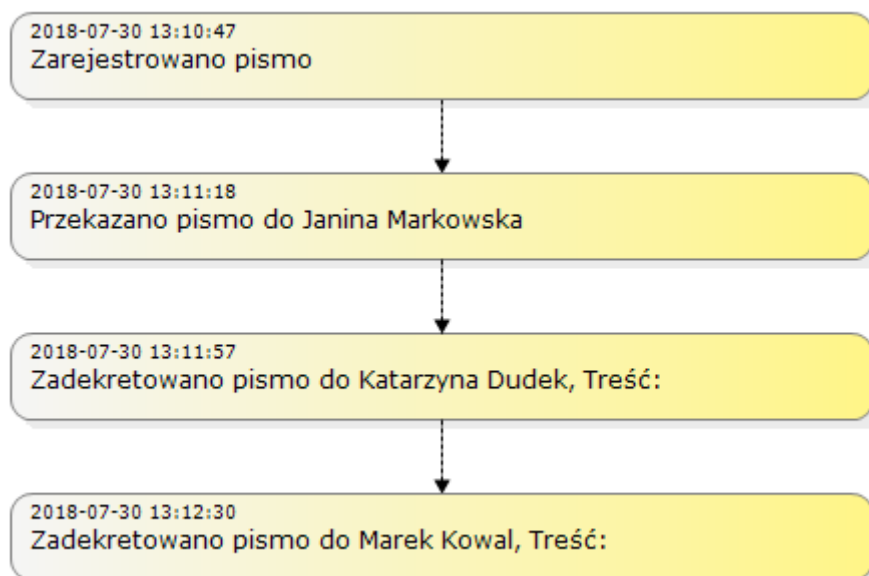 2018-07-30 13:10:47
Zarejestrowano pismo
2018-07-30 13:11:18
Przekazano pismo do Janina Markowska
2018-07-30 13:11:57
Zadekretowano pismo do Katarzyna Dudek, Treść:
2018-07-30 13:12:30
Zadekretowano pismo do Marek Kowal, Treść: